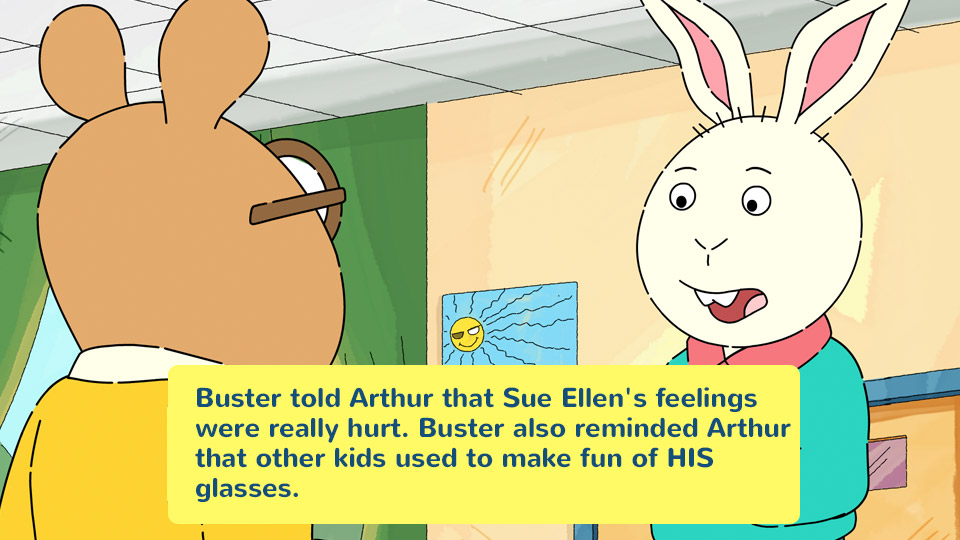 Buster told Arthur that Sue Ellen's feelings
were really hurt. Buster also reminded Arthur
that other kids used to make fun of HIS
glasses.